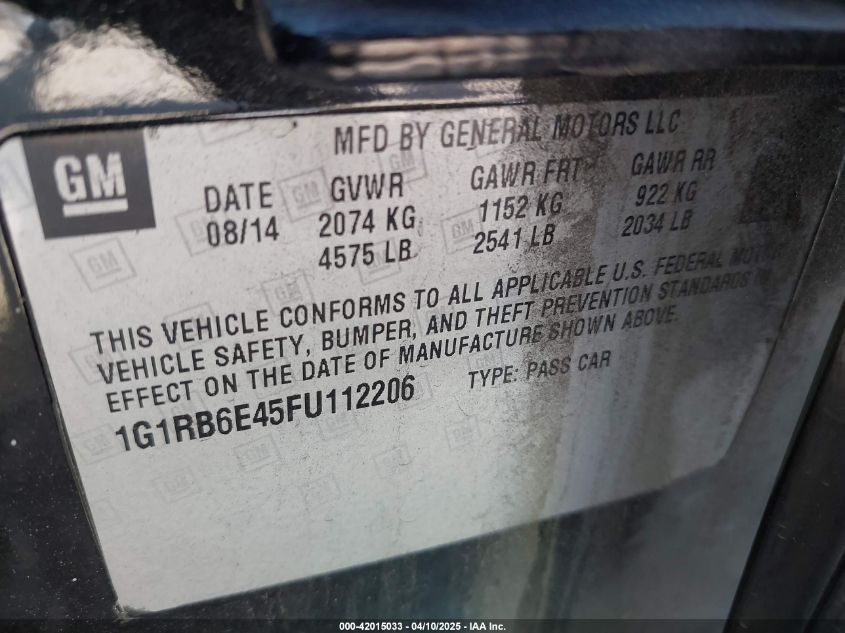 GM
MFD BY GENERAL MOTORS LLC
DATE GVWR GAWR FRT GAWR RR
08/14 2074 KG 1152 KG 922 KG
4575 LB 2541 LB 2034 LB
THIS VEHICLE CONFORMS TO ALL APPLICABLE U.S. FEDERAL MOTOR
VEHICLE SAFETY, BUMPER, AND THEFT PREVENTION STANDARDS IN
EFFECT ON THE DATE OF MANUFACTURE SHOWN ABOVE.
1G1RB6E45FU112206 TYPE: PASS CAR
000-42015033 - 04/10/2025 - IAA Inc.